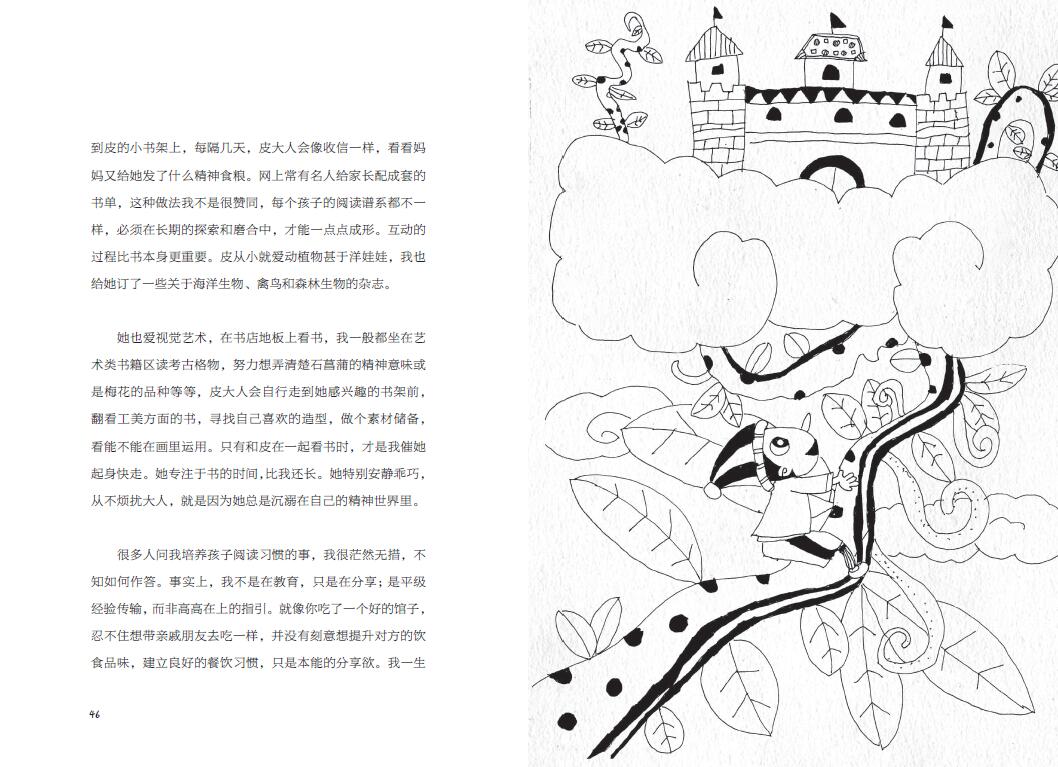 到皮的小书架上，每隔几天，皮大人会像收信一样，看看妈
妈又给她发了什么精神食粮。网上常有名人给家长配成套的
书单，这种做法我不是很赞同，每个孩子的阅读谱系都不一
样，必须在长期的探索和磨合中，才能一点点成形。互动的
过程比书本身更重要。皮从小就爱动植物甚于洋娃娃，我也
给她订了一些关于海洋生物、禽鸟和森林生物的杂志。
她也爱视觉艺术，在书店地板上看书，我一般都坐在艺
术类书籍区读考古格物，努力想弄清楚石菖蒲的精神意味或
是梅花的品种等等，皮大人会自行走到她感兴趣的书架前，
翻看工美方面的书，寻找自己喜欢的造型，做个素材储备，
看能不能在画里运用。只有和皮在一起看书时，才是我催她
起身快走。她专注于书的时间，比我还长。她特别安静乖巧，
从不烦扰大人，就是因为她总是沉溺在自己的精神世界里。
很多人问我培养孩子阅读习惯的事，我很茫然无措，不
知如何作答。事实上，我不是在教育，只是在分享；是平级
经验传输，而非高高在上的指引。就像你吃了一个好的馆子，
忍不住想带亲戚朋友去吃一样，并没有刻意想提升对方的饮
食品味，建立良好的餐饮习惯，只是本能的分享欲。我一生
46